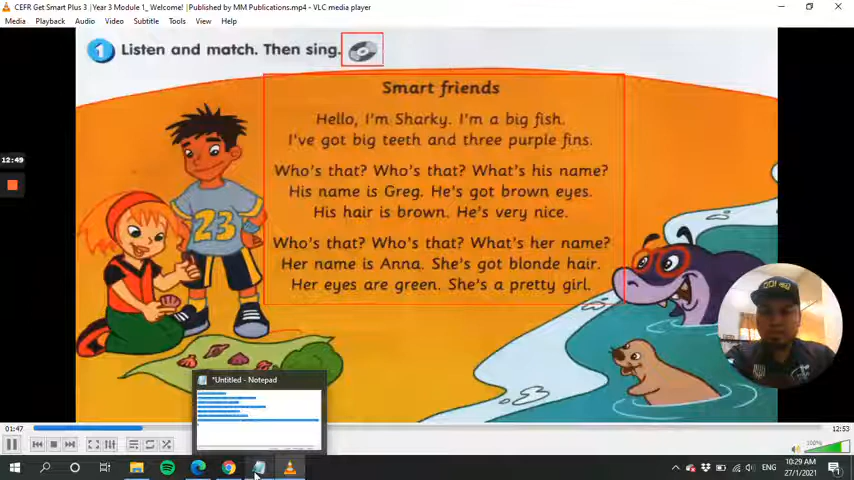 CEFR Get Smart Plus 3 |Year 3 Module 1_ Welcome! |Published by MM Publications.mp4 - VLC media player
Media Playback Audio Video Subtitle Tools View Help
1 Listen and match. Then sing.
Smart friends
Hello, I'm Sharky. I'm a big fish.
I've got big teeth and three purple fins.
Who's that? Who's that? What's his name?
His name is Greg. He's got brown eyes.
His hair is brown. He's very nice.
Who's that? Who's that? What's her name?
Her name is Anna. She's got blonde hair.
Her eyes are green. She's a pretty girl.
12:49
23
*Untitled - Notepad
01:47
12:53
100%
ENG
10:29 AM
27/1/2021